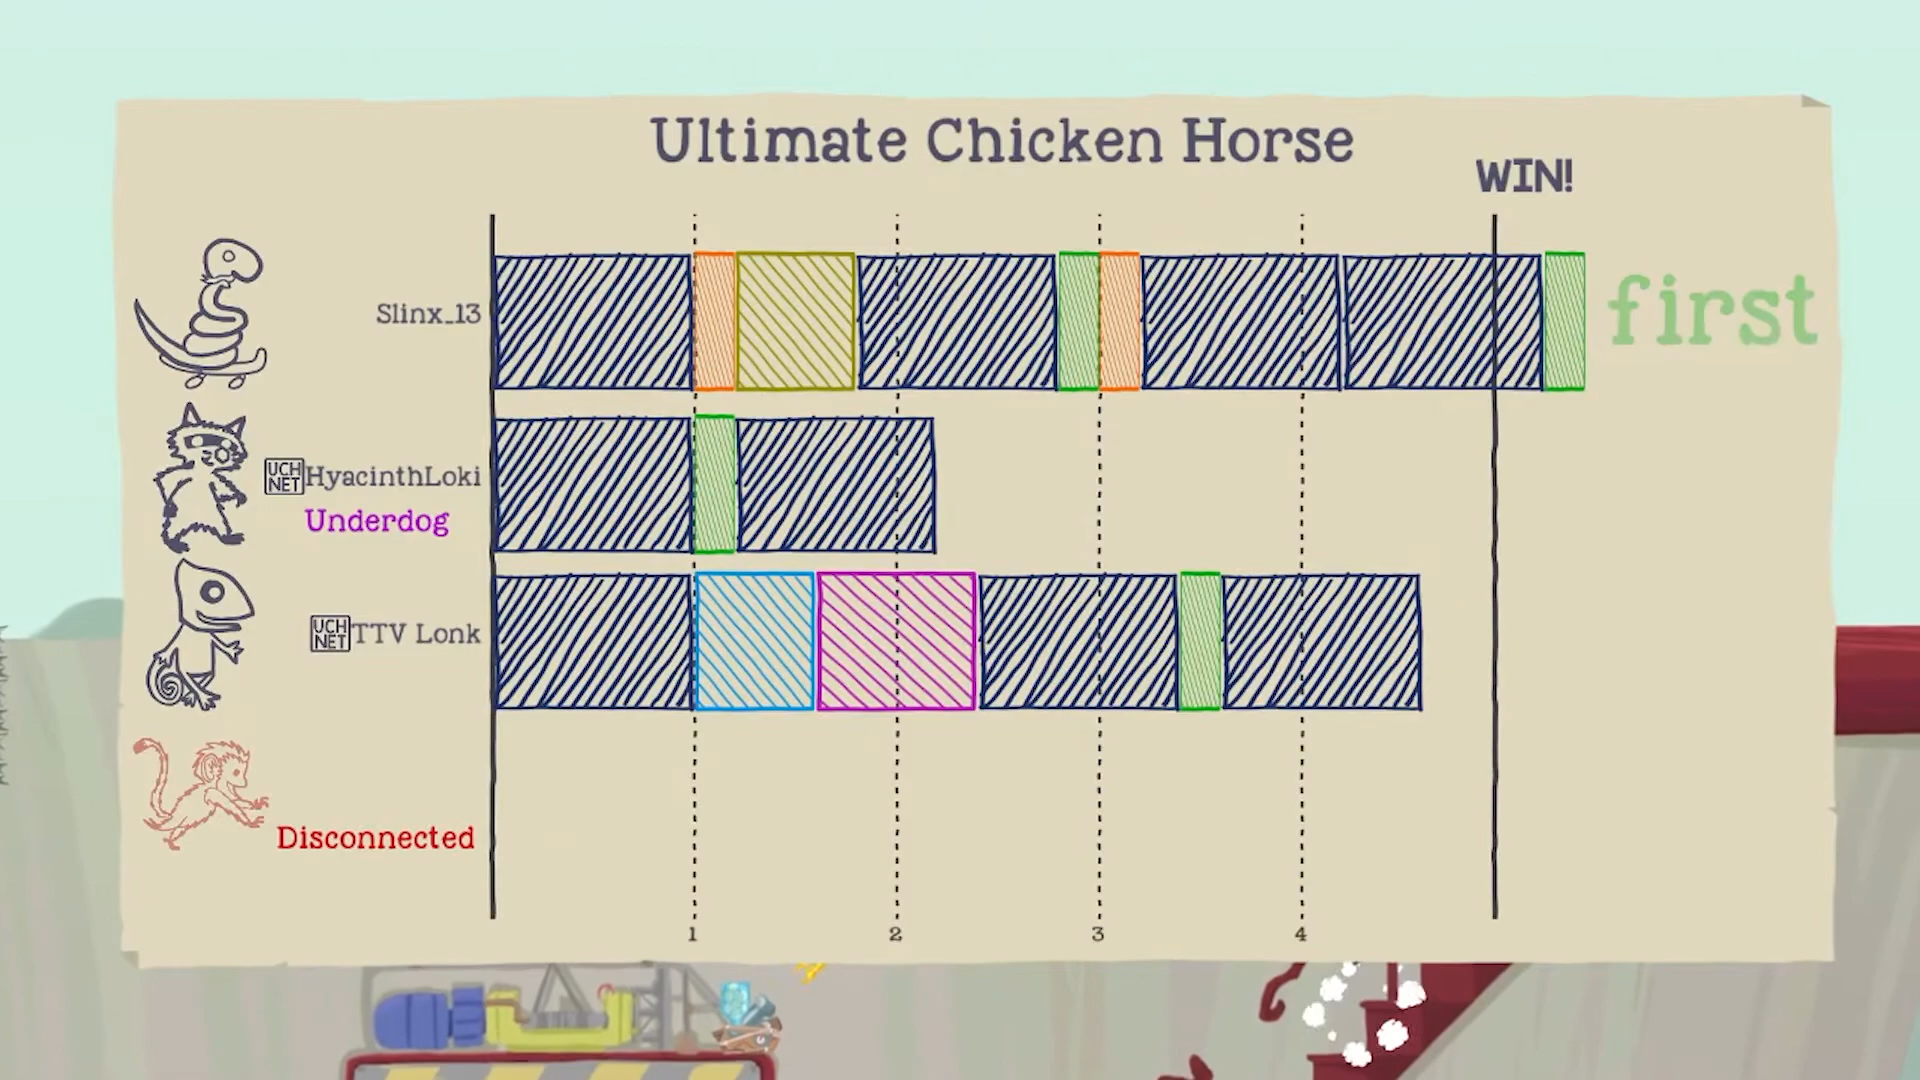 Ultimate Chicken Horse
WIN!
Slinx_13
first
UCH NET HyacinthLoki
Underdog
UCH NET TTV Lonk
Disconnected
1 2 3 4